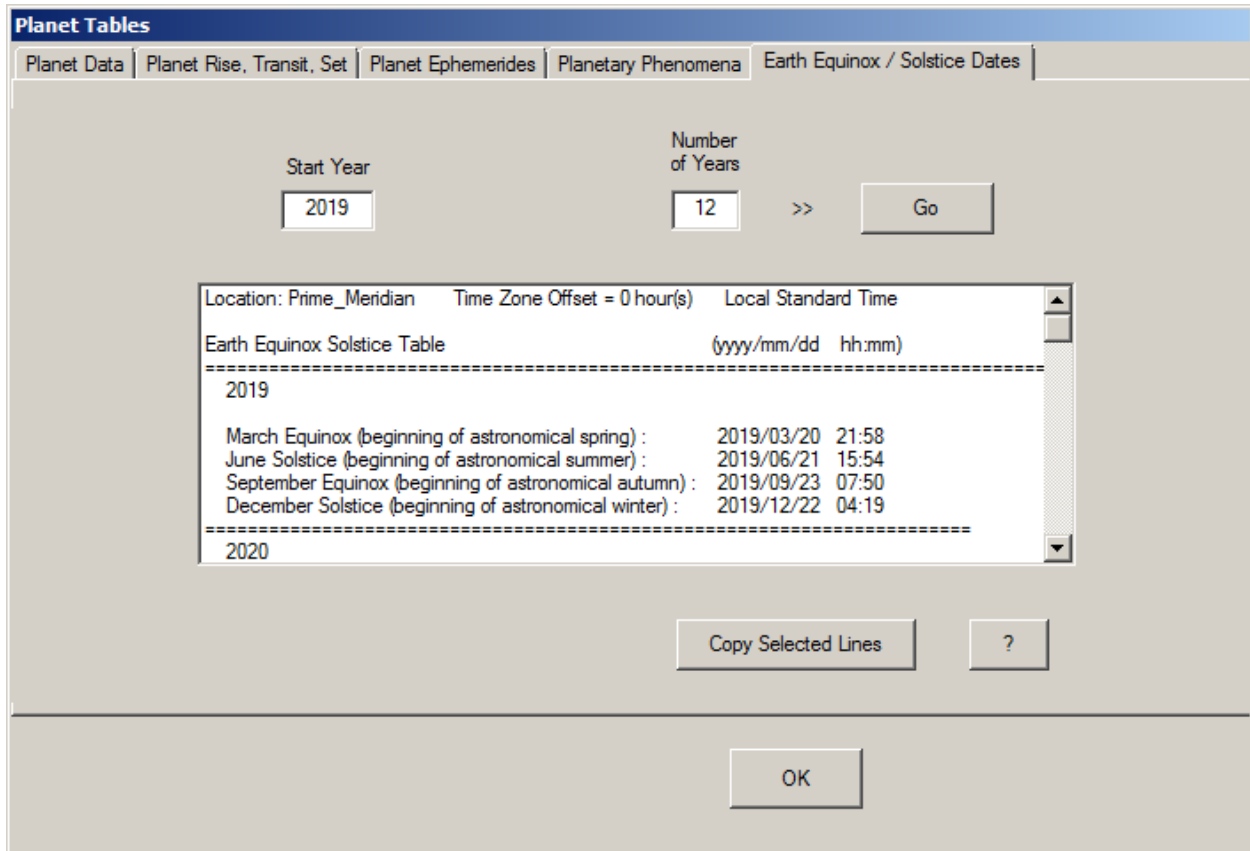 Planet Tables
Planet Data Planet Rise, Transit, Set Planet Ephemerides Planetary Phenomena Earth Equinox / Solstice Dates
Number
of Years
Start Year
2019 12 >> Go
Location: Prime_Meridian Time Zone Offset = 0 hour(s) Local Standard Time
Earth Equinox Solstice Table (yyyy/mm/dd hh:mm)
==============================================================================
2019
March Equinox (beginning of astronomical spring) : 2019/03/20 21:58
June Solstice (beginning of astronomical summer) : 2019/06/21 15:54
September Equinox (beginning of astronomical autumn) : 2019/09/23 07:50
December Solstice (beginning of astronomical winter) : 2019/12/22 04:19
=======================================================================
2020
Copy Selected Lines ?
OK